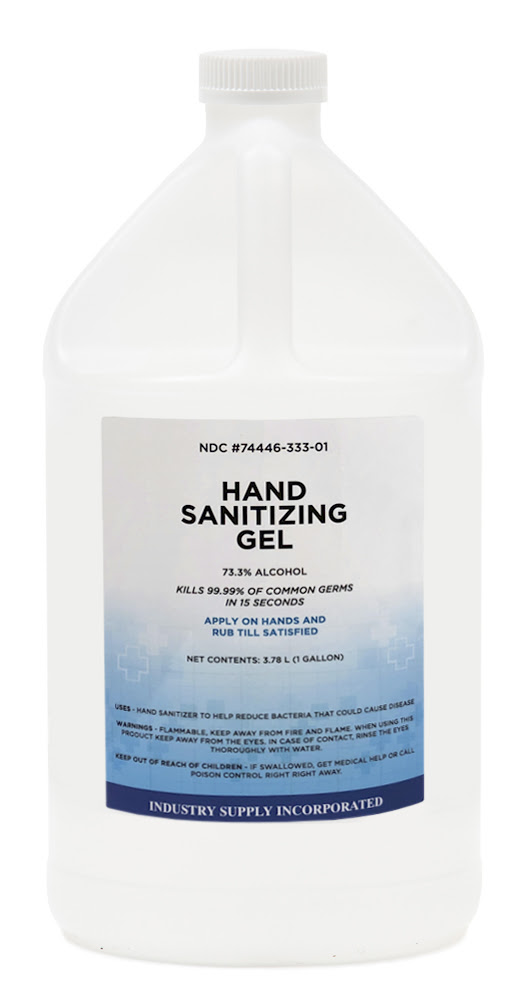 NDC #74446-333-01
HAND
SANITIZING
GEL
73.3% ALCOHOL
KILLS 99.99% OF COMMON GERMS
IN 15 SECONDS
APPLY ON HANDS AND
RUB TILL SATISFIED
NET CONTENTS: 3.78 L (1 GALLON)
USES - HAND SANITIZER TO HELP REDUCE BACTERIA THAT COULD CAUSE DISEASE
WARNINGS - FLAMMABLE, KEEP AWAY FROM FIRE AND FLAME. WHEN USING THIS
PRODUCT KEEP AWAY FROM THE EYES. IN CASE OF CONTACT, RINSE THE EYES
THOROUGHLY WITH WATER.
KEEP OUT OF REACH OF CHILDREN - IF SWALLOWED, GET MEDICAL HELP OR CALL
POISON CONTROL RIGHT RIGHT AWAY.
INDUSTRY SUPPLY INCORPORATED